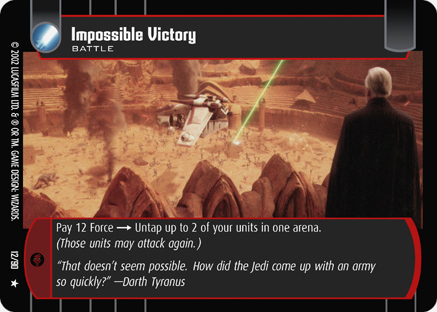 Impossible Victory
BATTLE
Pay 12 Force → Untap up to 2 of your units in one arena.
(Those units may attack again.)
"That doesn't seem possible. How did the Jedi come up with an army
so quickly?" —Darth Tyranus
© 2002 LUCASFILM LTD. & ® OR TM. GAME DESIGN: WIZARDS.
12/90 ★